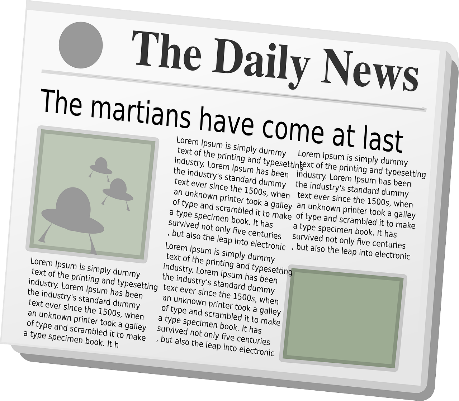 The Daily News
The martians have come at last
Lorem Ipsum is simply dummy
text of the printing and typesetting
industry. Lorem Ipsum has been
the industry's standard dummy
text ever since the 1500s, when
an unknown printer took a galley
of type and scrambled it to make
a type specimen book. It has
survived not only five centuries
, but also the leap into electronic
Lorem Ipsum is simply dummy
text of the printing and typesetting
industry. Lorem Ipsum has been
the industry's standard dummy
text ever since the 1500s, when
an unknown printer took a galley
of type and scrambled it to make
a type specimen book. It has
survived not only five centuries
, but also the leap into electronic
Lorem Ipsum is simply dummy
text of the printing and typesetting
industry. Lorem Ipsum has been
the industry's standard dummy
text ever since the 1500s, when
an unknown printer took a galley
of type and scrambled it to make
a type specimen book. It h
Lorem Ipsum is simply dummy
text of the printing and typesetting
industry. Lorem Ipsum has been
the industry's standard dummy
text ever since the 1500s, when
an unknown printer took a galley
of type and scrambled it to make
a type specimen book. It has
survived not only five centuries
, but also the leap into electronic